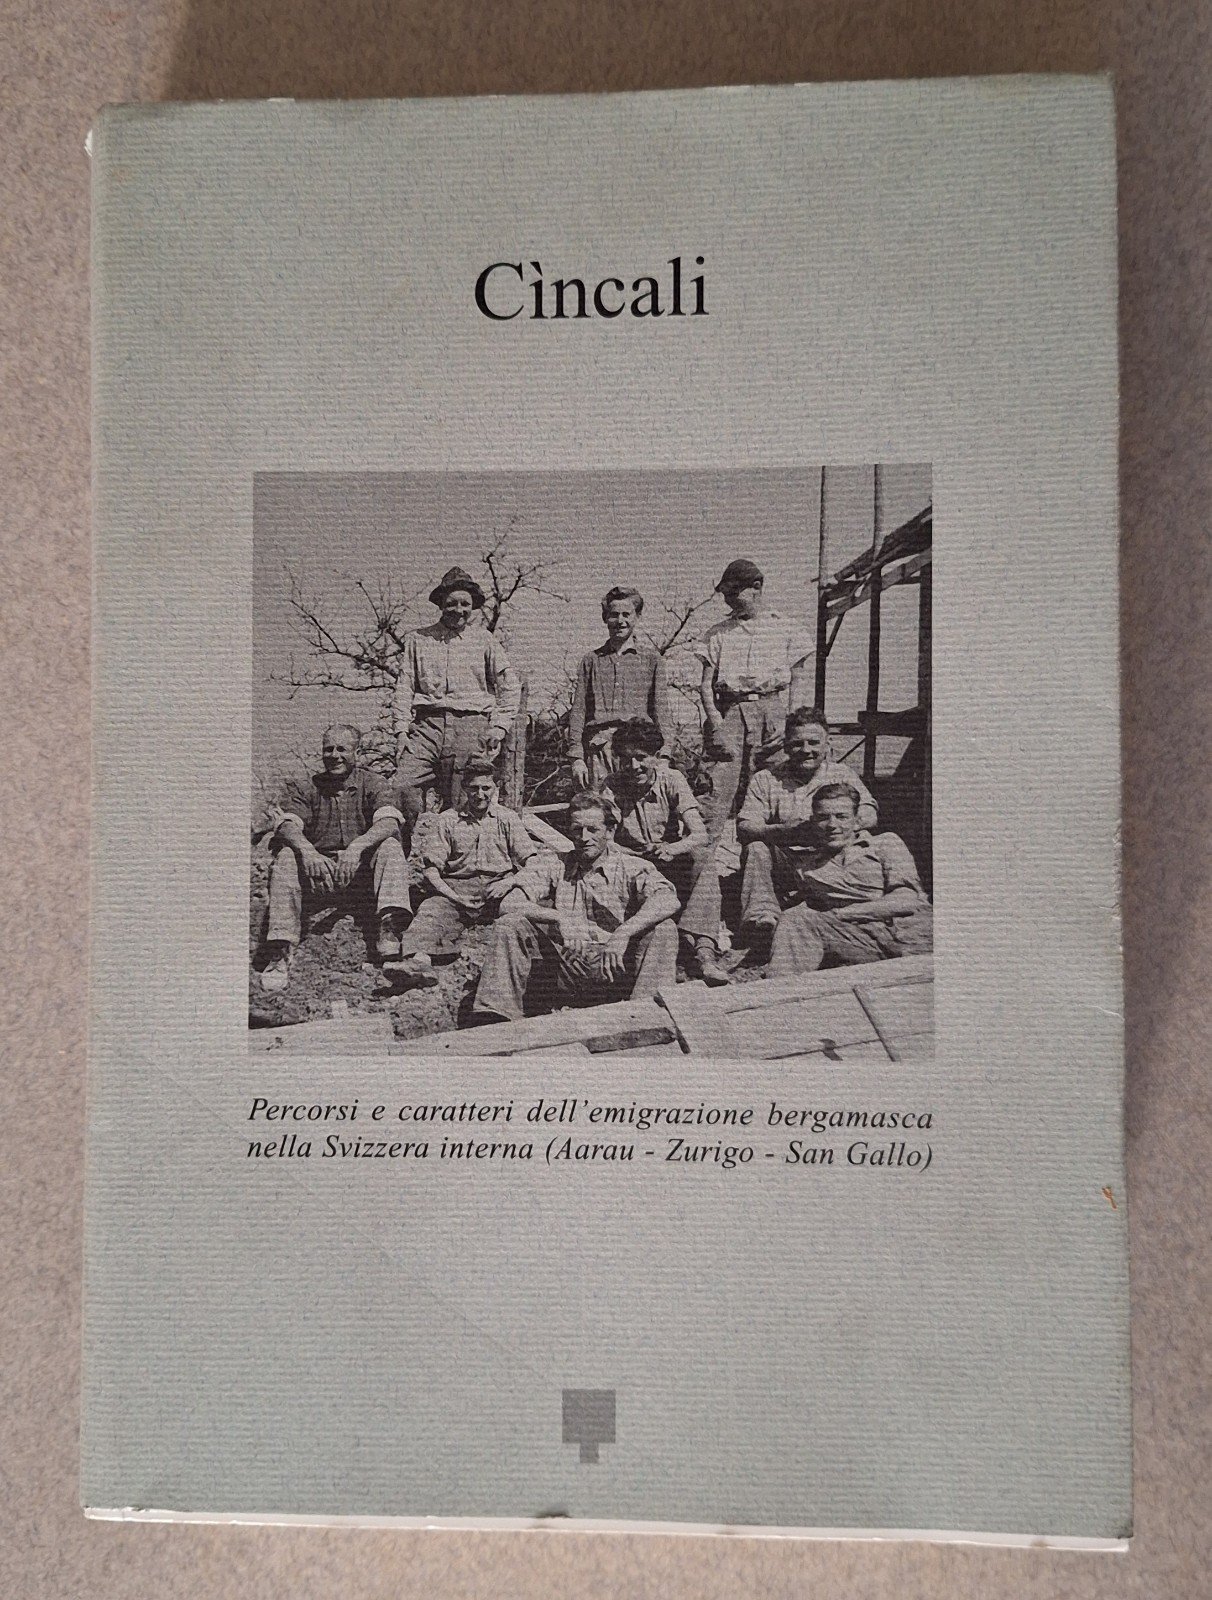 Cìncali
Percorsi e caratteri dell'emigrazione bergamasca
nella Svizzera interna (Aarau - Zurigo - San Gallo)